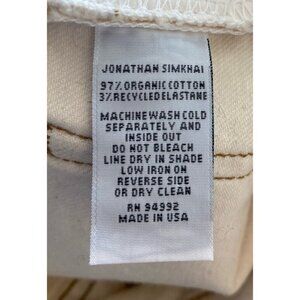 JONATHAN SIMKHAI
97% ORGANIC COTTON
3% RECYCLED ELASTANE
MACHINE WASH COLD
SEPARATELY AND
INSIDE OUT
DO NOT BLEACH
LINE DRY IN SHADE
LOW IRON ON
REVERSE SIDE
OR DRY CLEAN
RN 94992
MADE IN USA